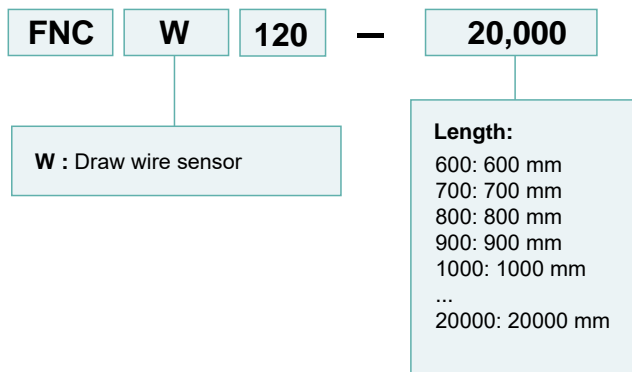 FNC W 120 – 20,000
W : Draw wire sensor
Length:
600: 600 mm
700: 700 mm
800: 800 mm
900: 900 mm
1000: 1000 mm
...
20000: 20000 mm